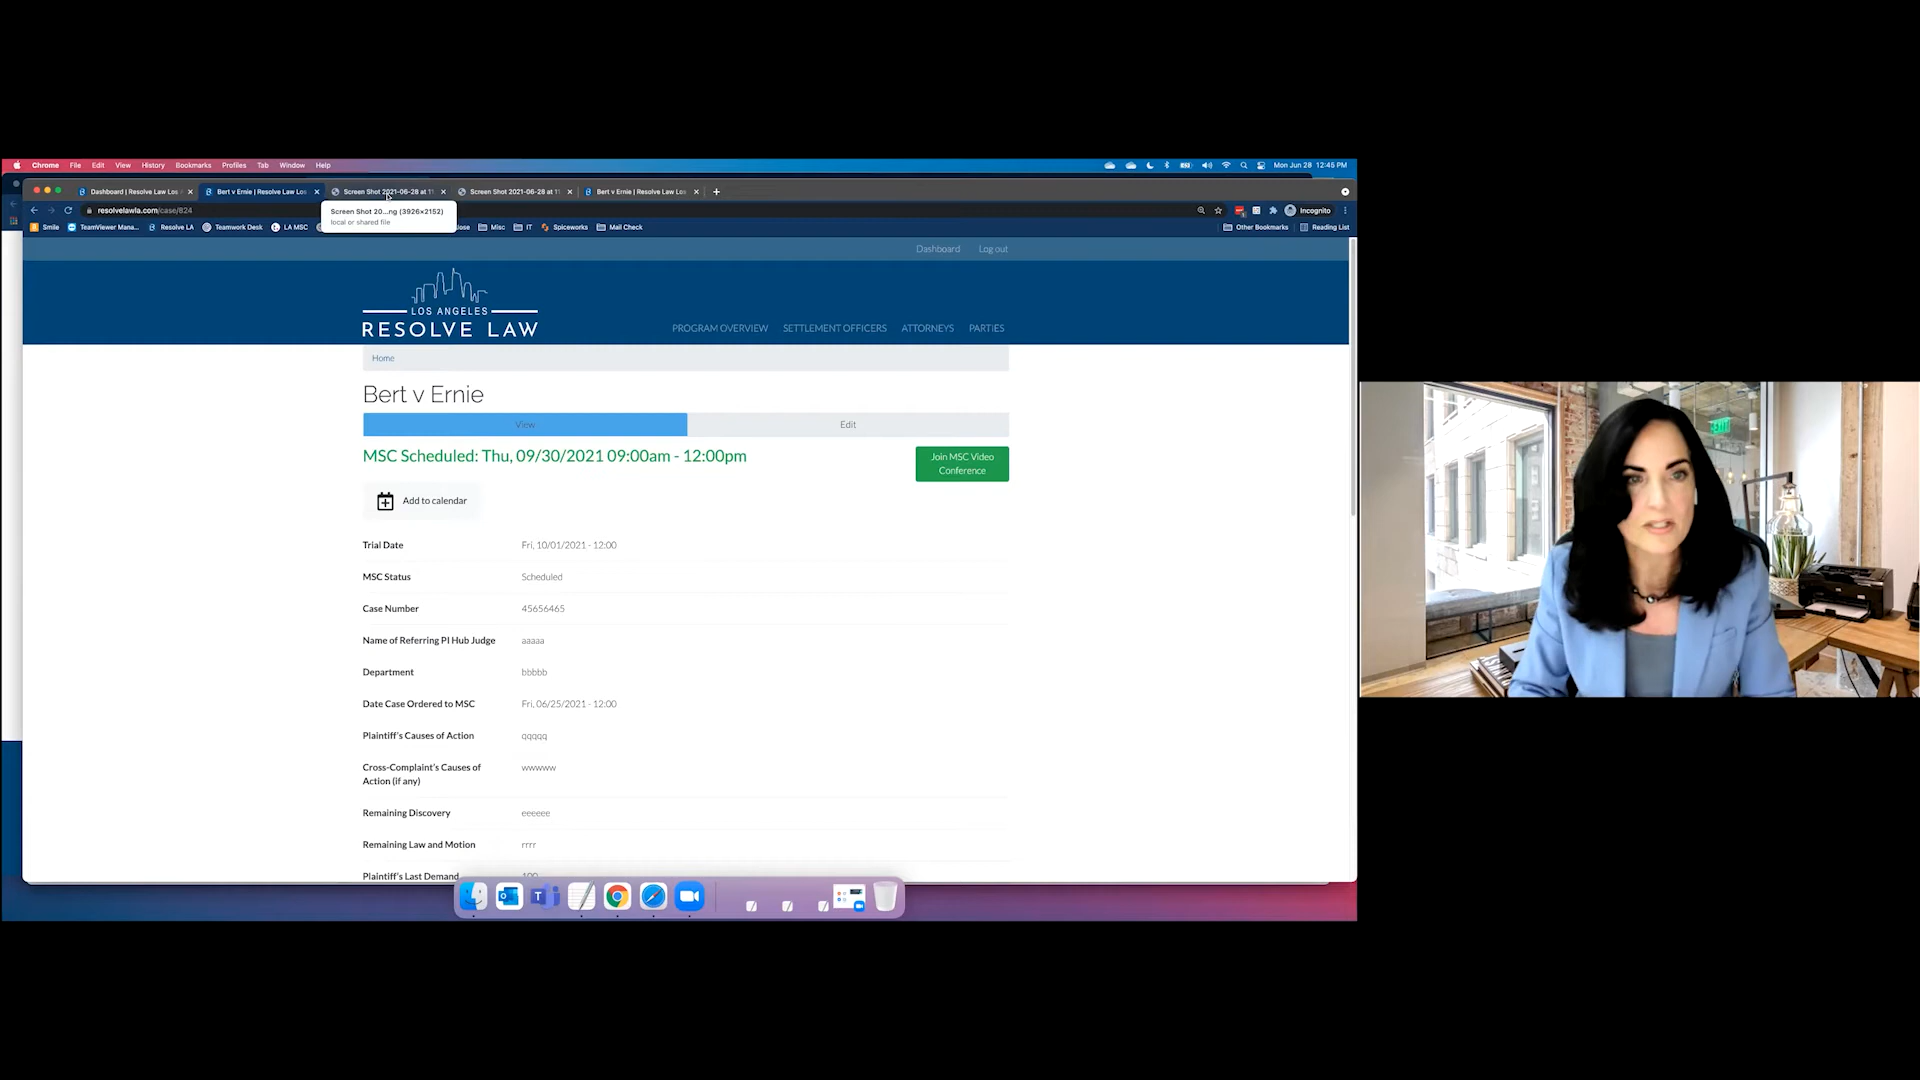 Chrome File Edit View History Bookmarks Profiles Tab Window Help Mon Jun 28 12:45 PM
Dashboard | Resolve Law Los Bert v Ernie | Resolve Law Los Screen Shot 2021-06-28 at 11 Screen Shot 2021-06-28 at 11 Bert v Ernie | Resolve Law Los
resolvelawla.com/case/824 Incognito
Screen Shot 20...ng (3926×2152)
local or shared file
Smile TeamViewer Mana... Resolve LA Teamwork Desk LA MSC Misc IT Spiceworks Mail Check Other Bookmarks Reading List
Dashboard Log out
LOS ANGELES
RESOLVE LAW
PROGRAM OVERVIEW SETTLEMENT OFFICERS ATTORNEYS PARTIES
Home
Bert v Ernie
View Edit
MSC Scheduled: Thu, 09/30/2021 09:00am - 12:00pm
Join MSC Video
Conference
Add to calendar
Trial Date Fri, 10/01/2021 - 12:00
MSC Status Scheduled
Case Number 45656465
Name of Referring PI Hub Judge aaaaa
Department bbbbb
Date Case Ordered to MSC Fri, 06/25/2021 - 12:00
Plaintiff's Causes of Action qqqqq
Cross-Complaint's Causes of
Action (if any) wwwww
Remaining Discovery eeeeee
Remaining Law and Motion rrrr
Plaintiff's Last Demand 100
EXIT